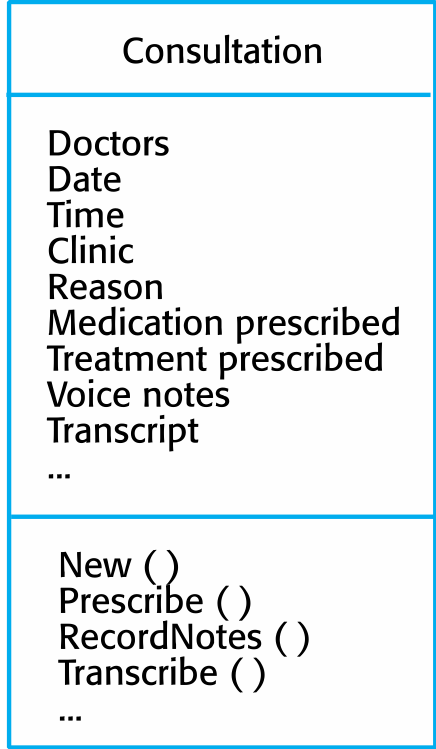 Consultation
Doctors
Date
Time
Clinic
Reason
Medication prescribed
Treatment prescribed
Voice notes
Transcript
...
New ( )
Prescribe ( )
RecordNotes ( )
Transcribe ( )
...